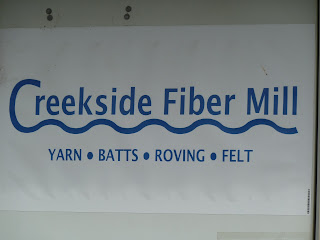 Creekside Fiber Mill
YARN • BATTS • ROVING • FELT